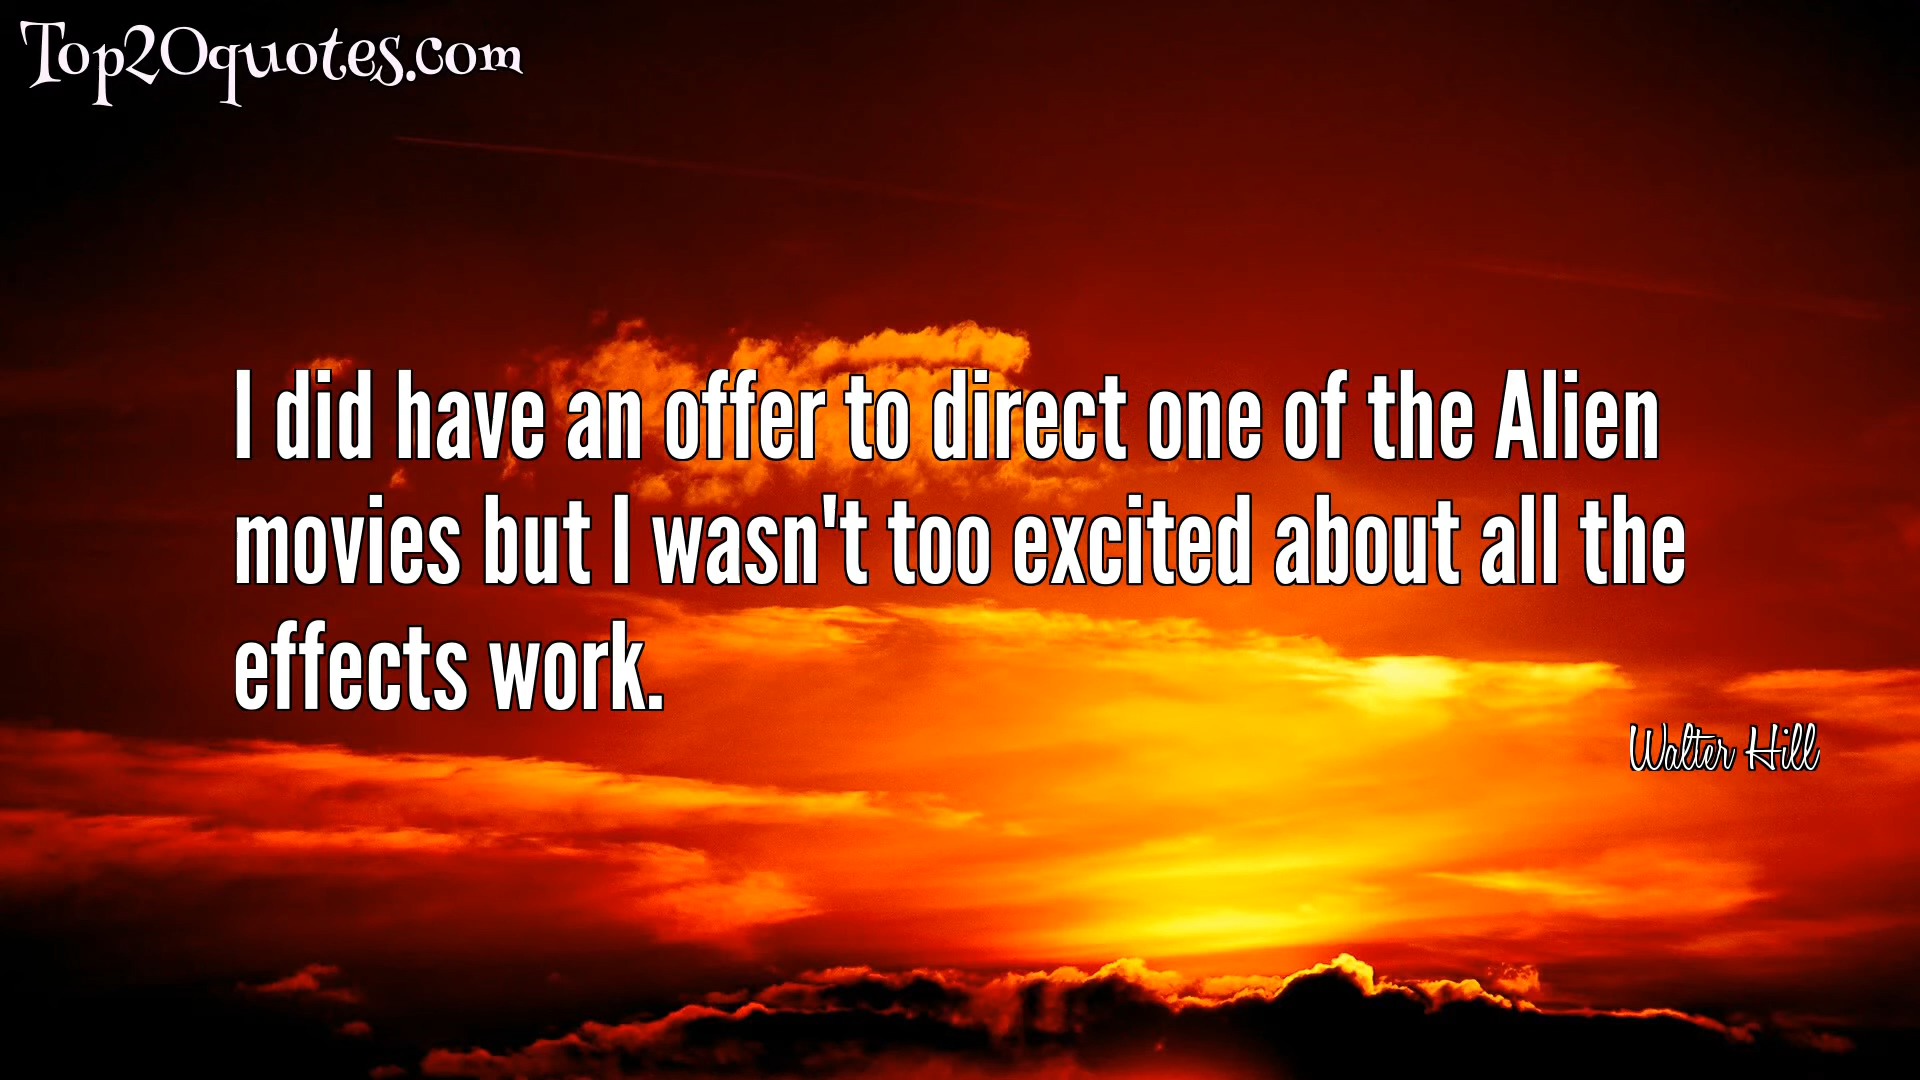 Top20quotes.com
I did have an offer to direct one of the Alien
movies but I wasn't too excited about all the
effects work.
Walter Hill